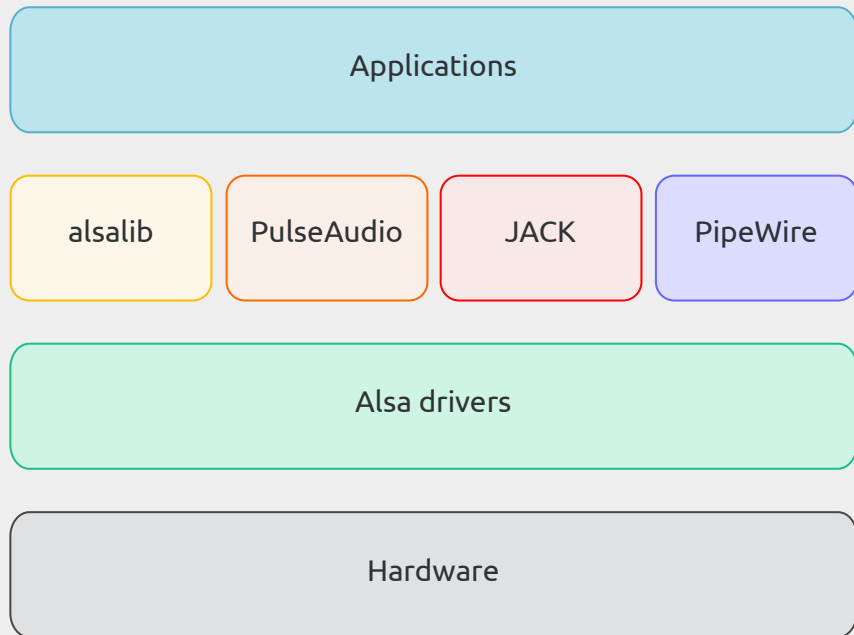 Applications
alsalib
PulseAudio
JACK
PipeWire
Alsa drivers
Hardware